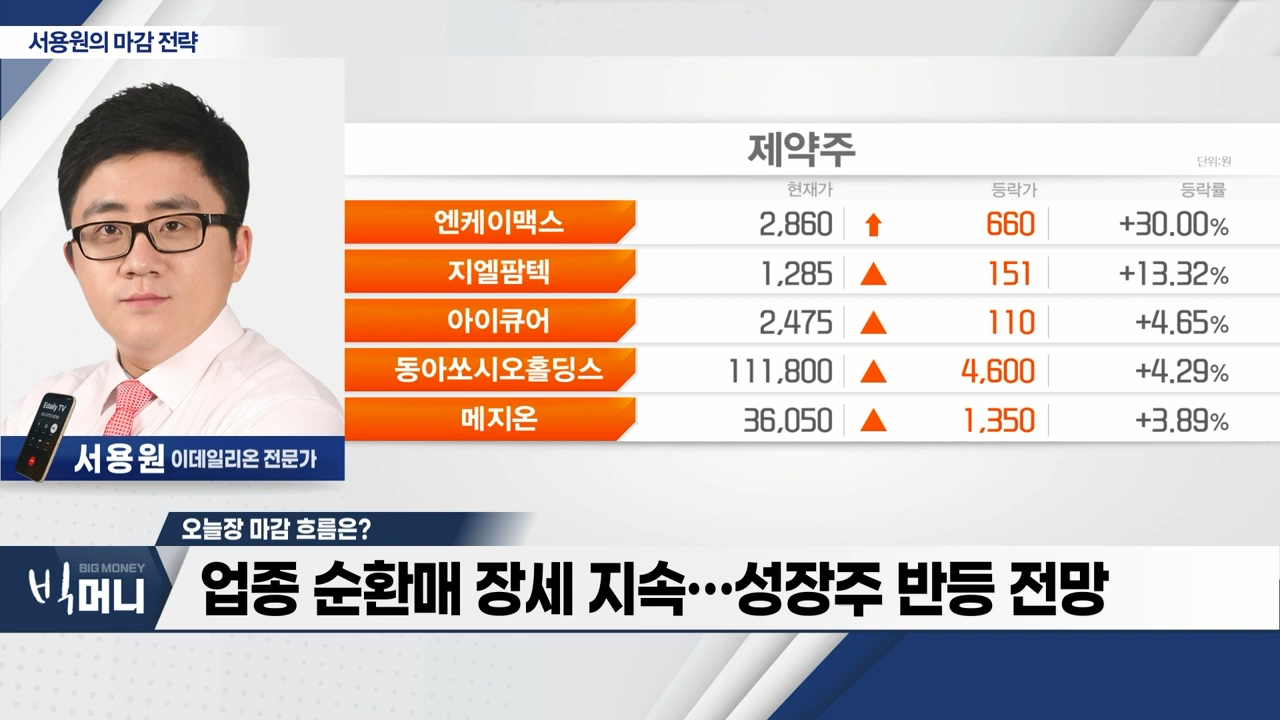 서용원의 마감 전략
제약주
단위:원
현재가 등락가 등락률
엔케이맥스 2,860 660 +30.00%
지엘팜텍 1,285 151 +13.32%
아이큐어 2,475 110 +4.65%
동아쏘시오홀딩스 111,800 4,600 +4.29%
메지온 36,050 1,350 +3.89%
Edaily TV
서용원 이데일리온 전문가
오늘장 마감 흐름은?
BIG MONEY
빅머니
업종 순환매 장세 지속…성장주 반등 전망